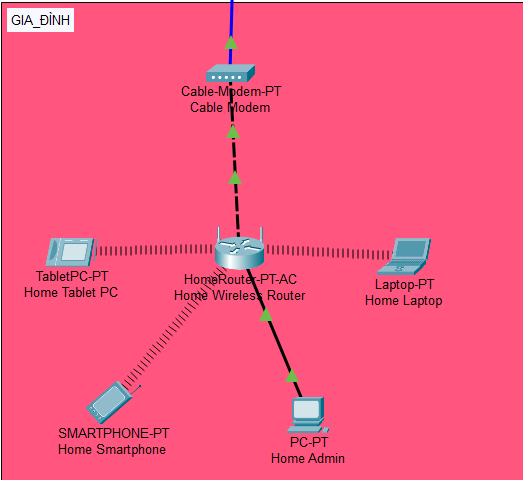 GIA_ĐÌNH
Cable-Modem-PT
Cable Modem
TabletPC-PT
Home Tablet PC
HomeRouter-PT-AC
Home Wireless Router
Laptop-PT
Home Laptop
SMARTPHONE-PT
Home Smartphone
PC-PT
Home Admin